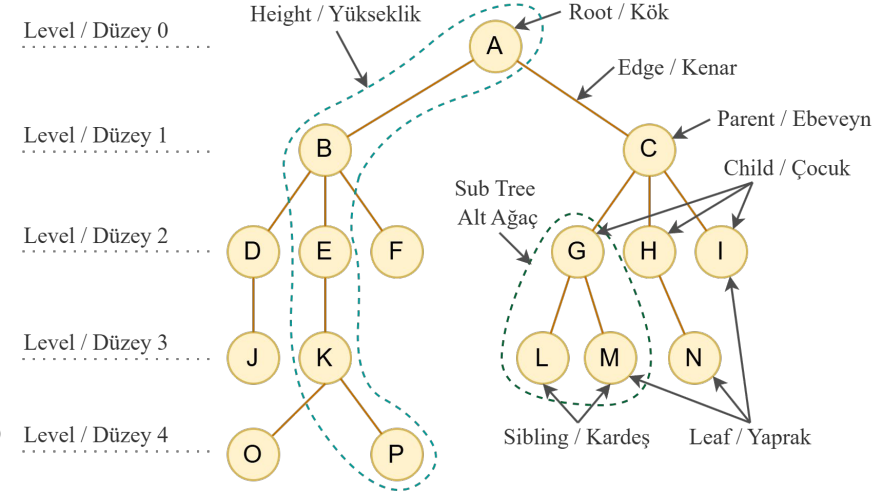 Height / Yükseklik
Root / Kök
Level / Düzey 0
A
Edge / Kenar
Parent / Ebeveyn
Level / Düzey 1
B
C
Child / Çocuk
Sub Tree
Alt Ağaç
Level / Düzey 2
D
E
F
G
H
I
Level / Düzey 3
J
K
L
M
N
Level / Düzey 4
O
P
Sibling / Kardeş
Leaf / Yaprak